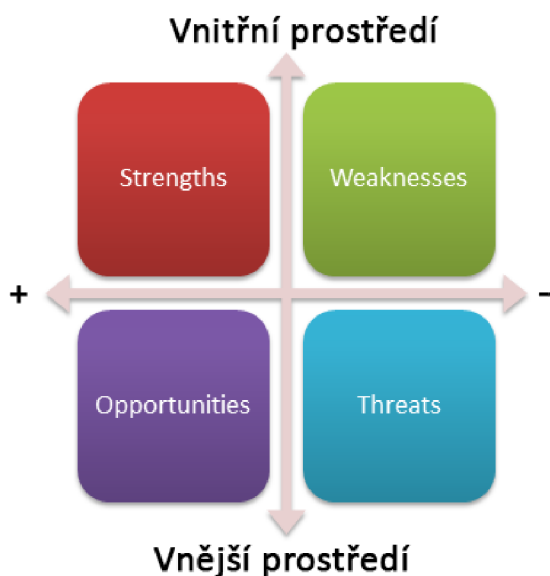 Vnitřní prostředí
Strengths
Weaknesses
+
-
Opportunities
Threats
Vnější prostředí